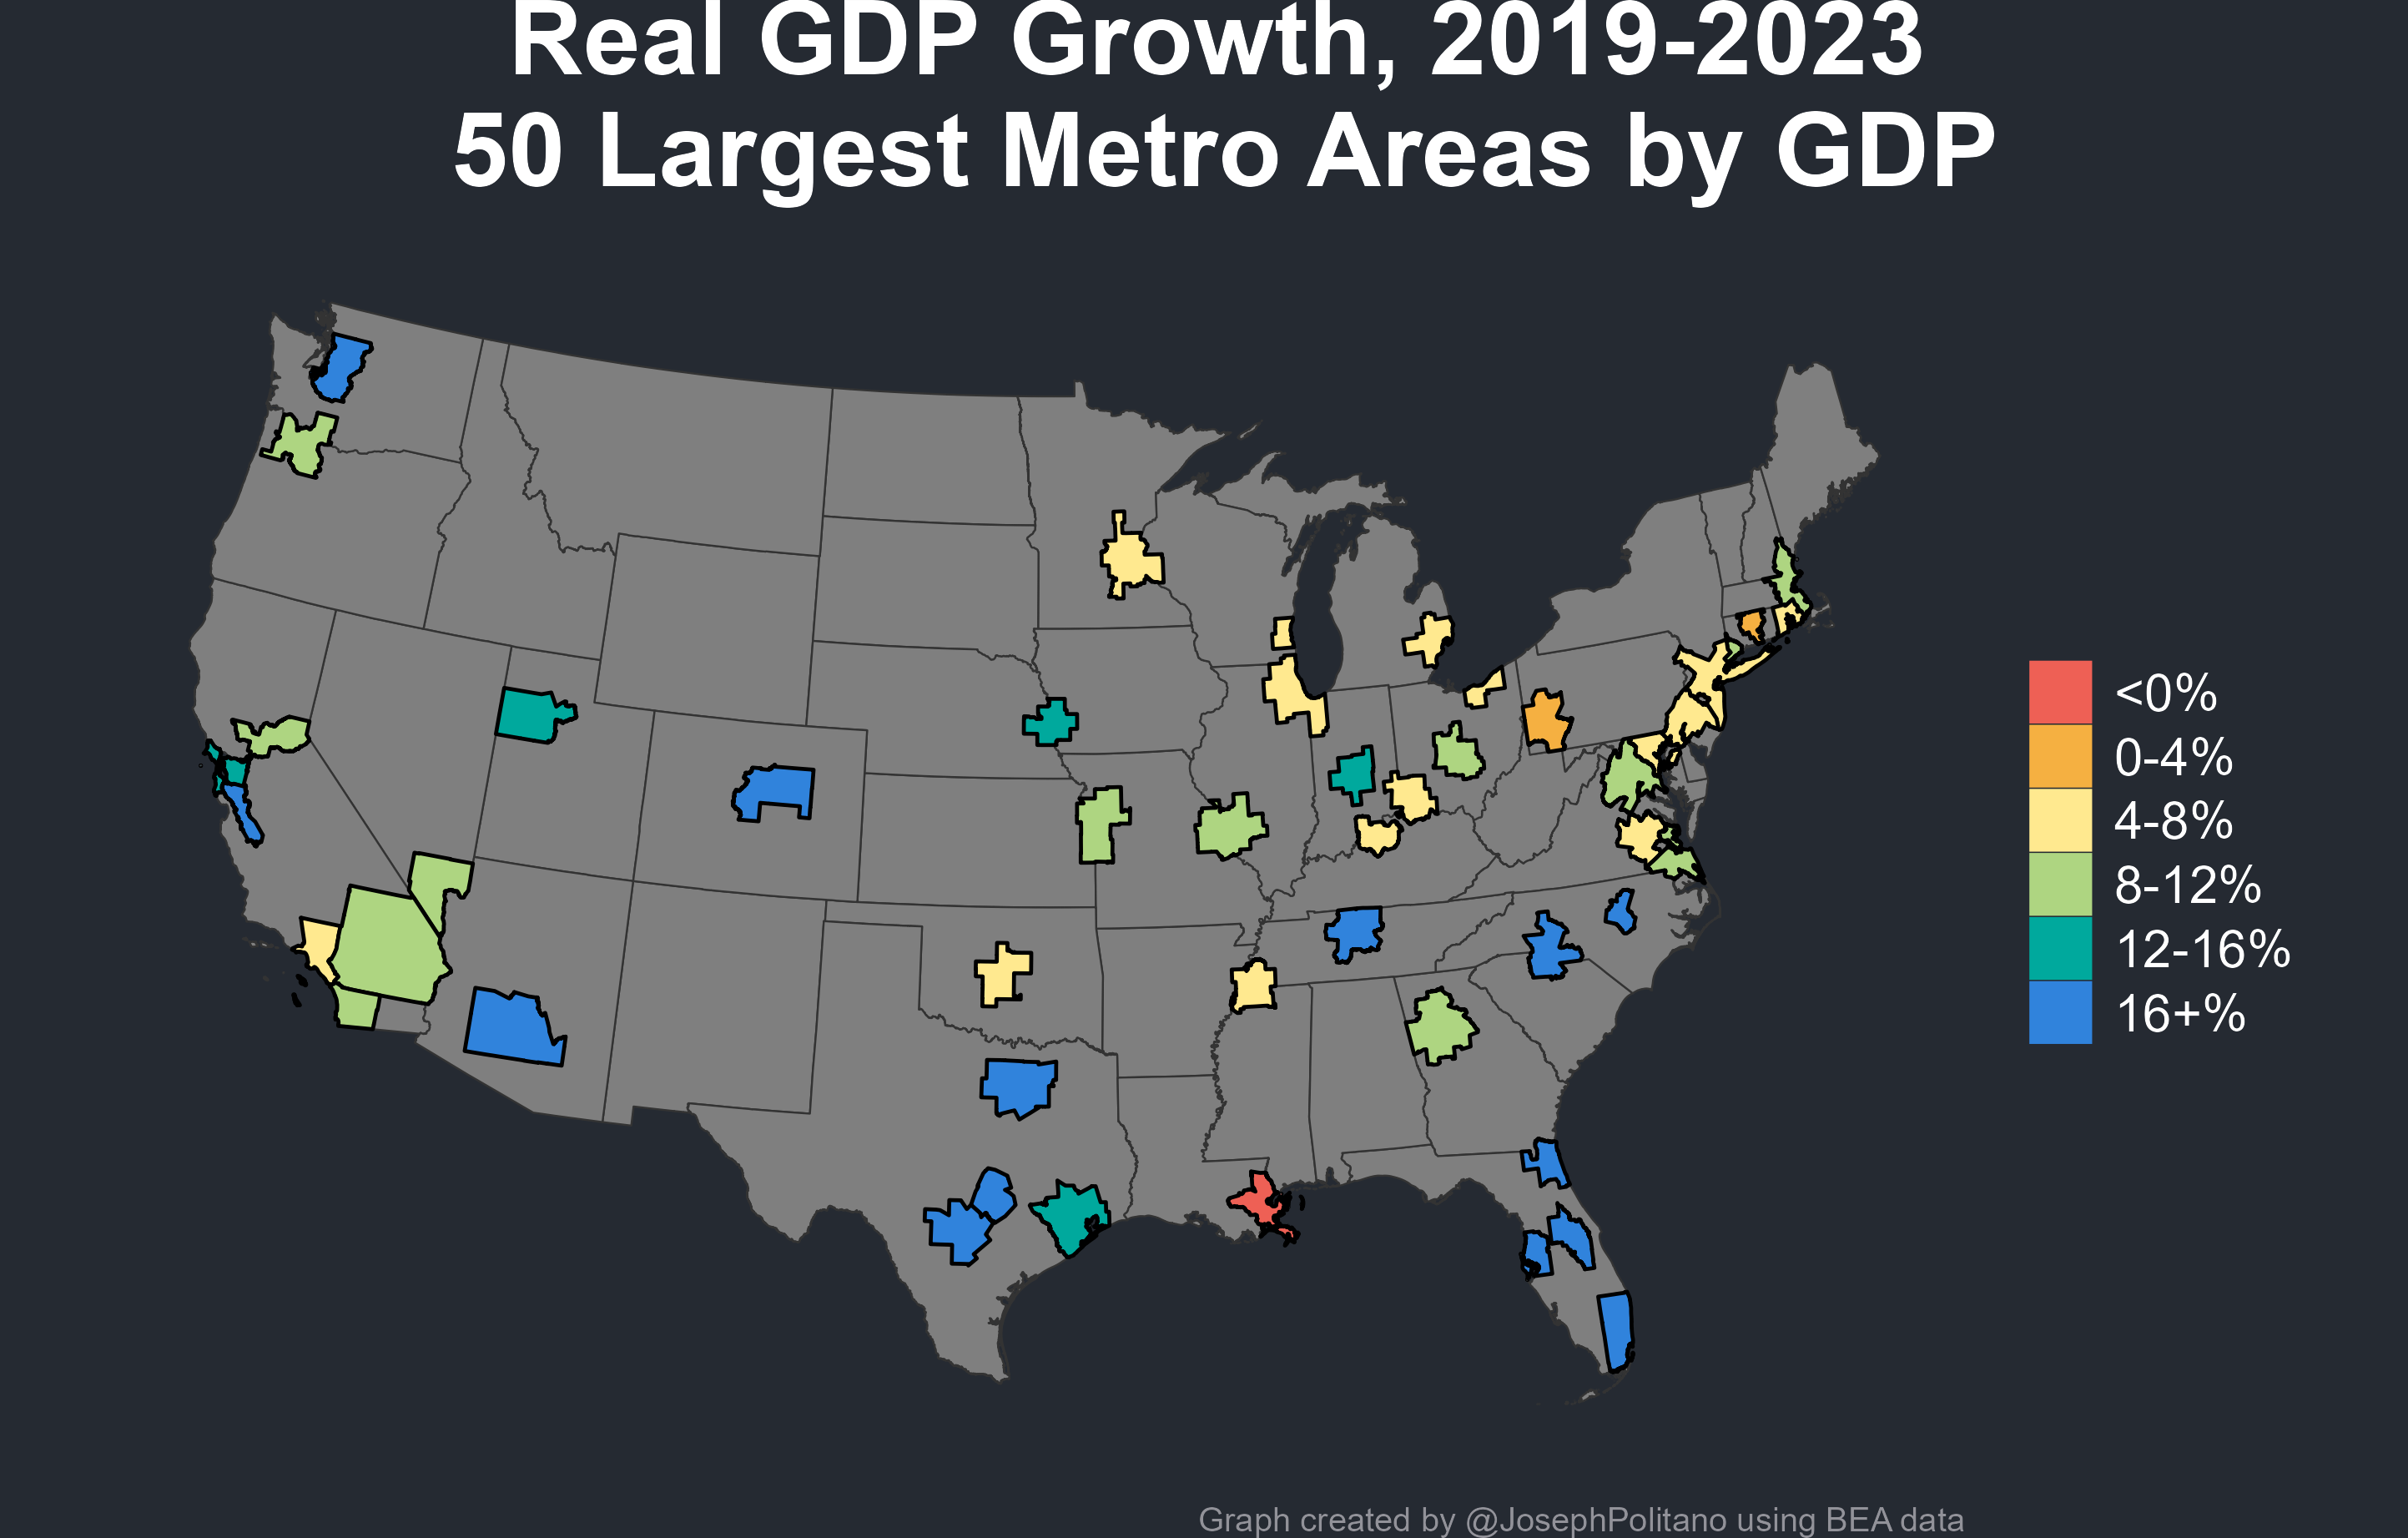 Real GDP Growth, 2019-2023
50 Largest Metro Areas by GDP
<0%
0-4%
4-8%
8-12%
12-16%
16+%
Graph created by @JosephPolitano using BEA data